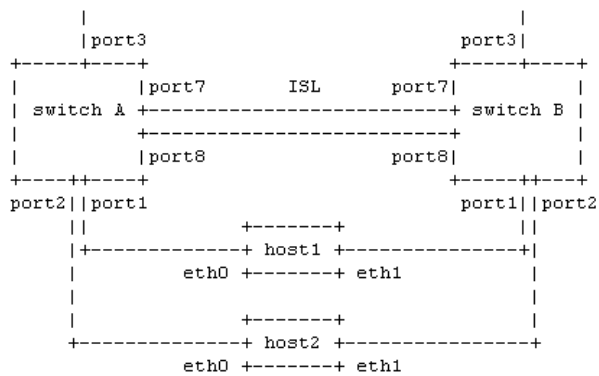 port3 port3
port7 ISL port7
switch A switch B
port8 port8
port2 port1 port1 port2
host1
eth0 eth1
host2
eth0 eth1